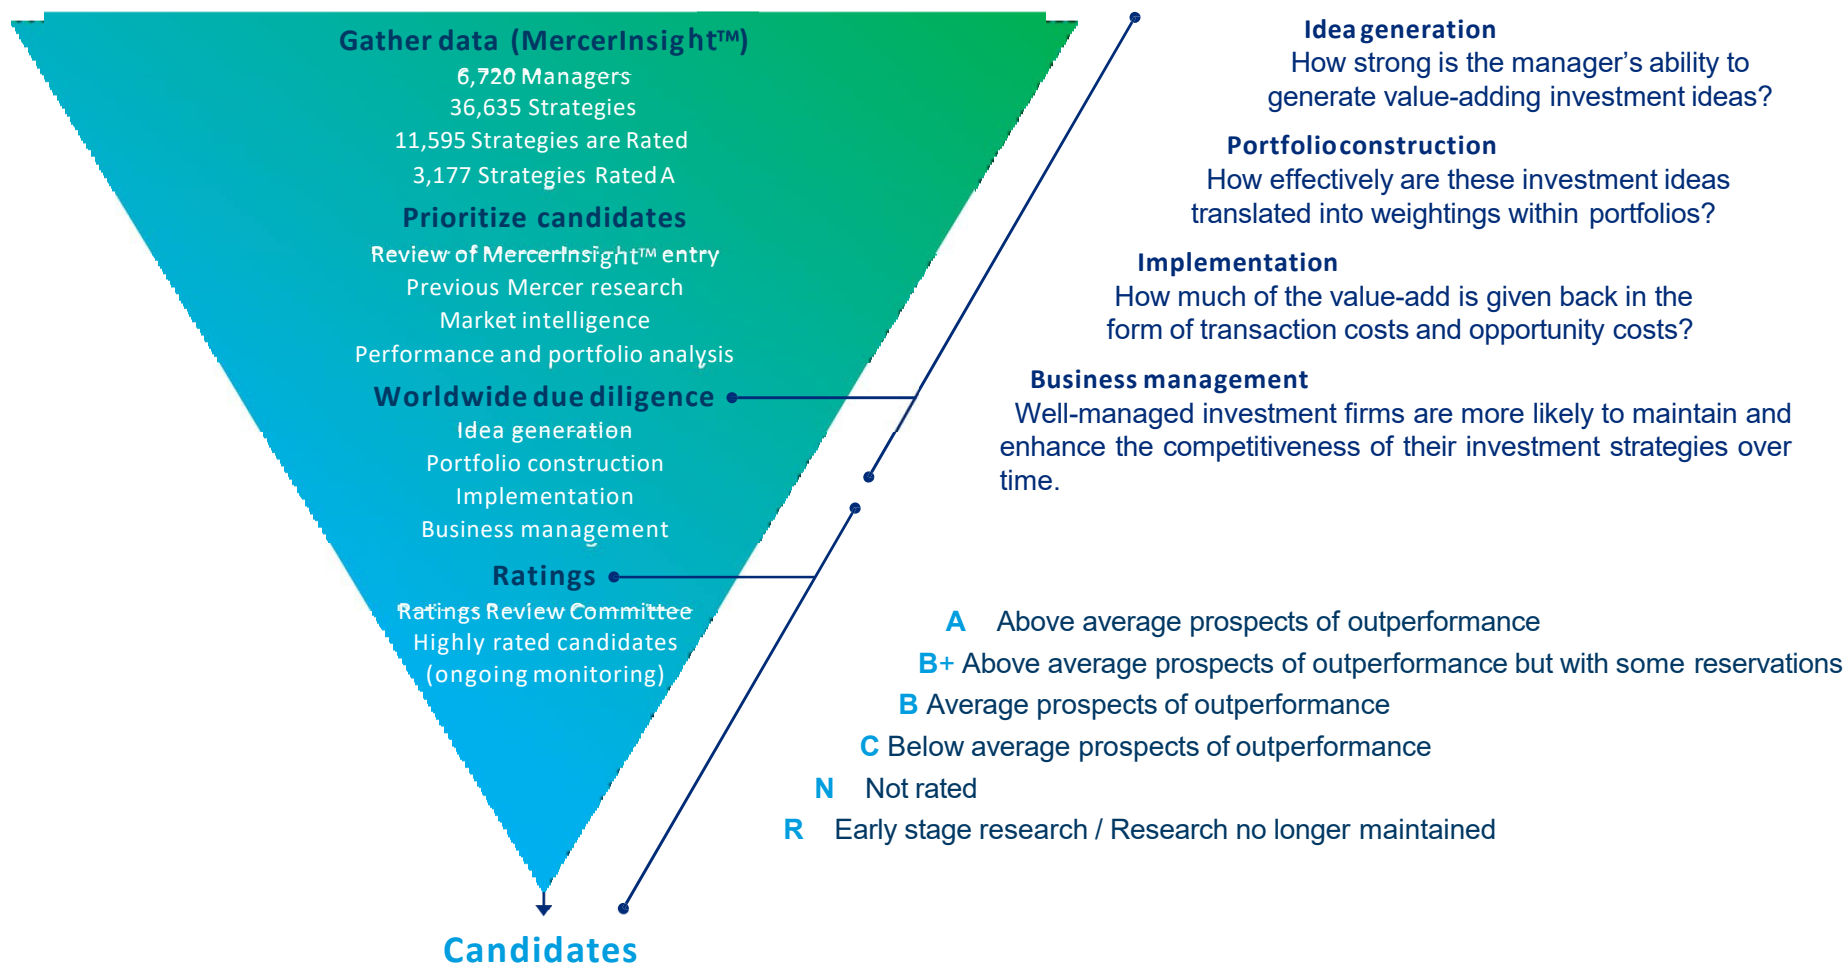 Gather data (MercerInsight™)
6,720 Managers
36,635 Strategies
11,595 Strategies are Rated
3,177 Strategies Rated A
Prioritize candidates
Review of MercerInsight™ entry
Previous Mercer research
Market intelligence
Performance and portfolio analysis
Worldwide due diligence
Idea generation
Portfolio construction
Implementation
Business management
Ratings
Ratings Review Committee
Highly rated candidates
(ongoing monitoring)
Candidates
Idea generation
How strong is the manager’s ability to
generate value-adding investment ideas?
Portfolio construction
How effectively are these investment ideas
translated into weightings within portfolios?
Implementation
How much of the value-add is given back in the
form of transaction costs and opportunity costs?
Business management
Well-managed investment firms are more likely to maintain and
enhance the competitiveness of their investment strategies over
time.
A Above average prospects of outperformance
B+ Above average prospects of outperformance but with some reservations
B Average prospects of outperformance
C Below average prospects of outperformance
N Not rated
R Early stage research / Research no longer maintained